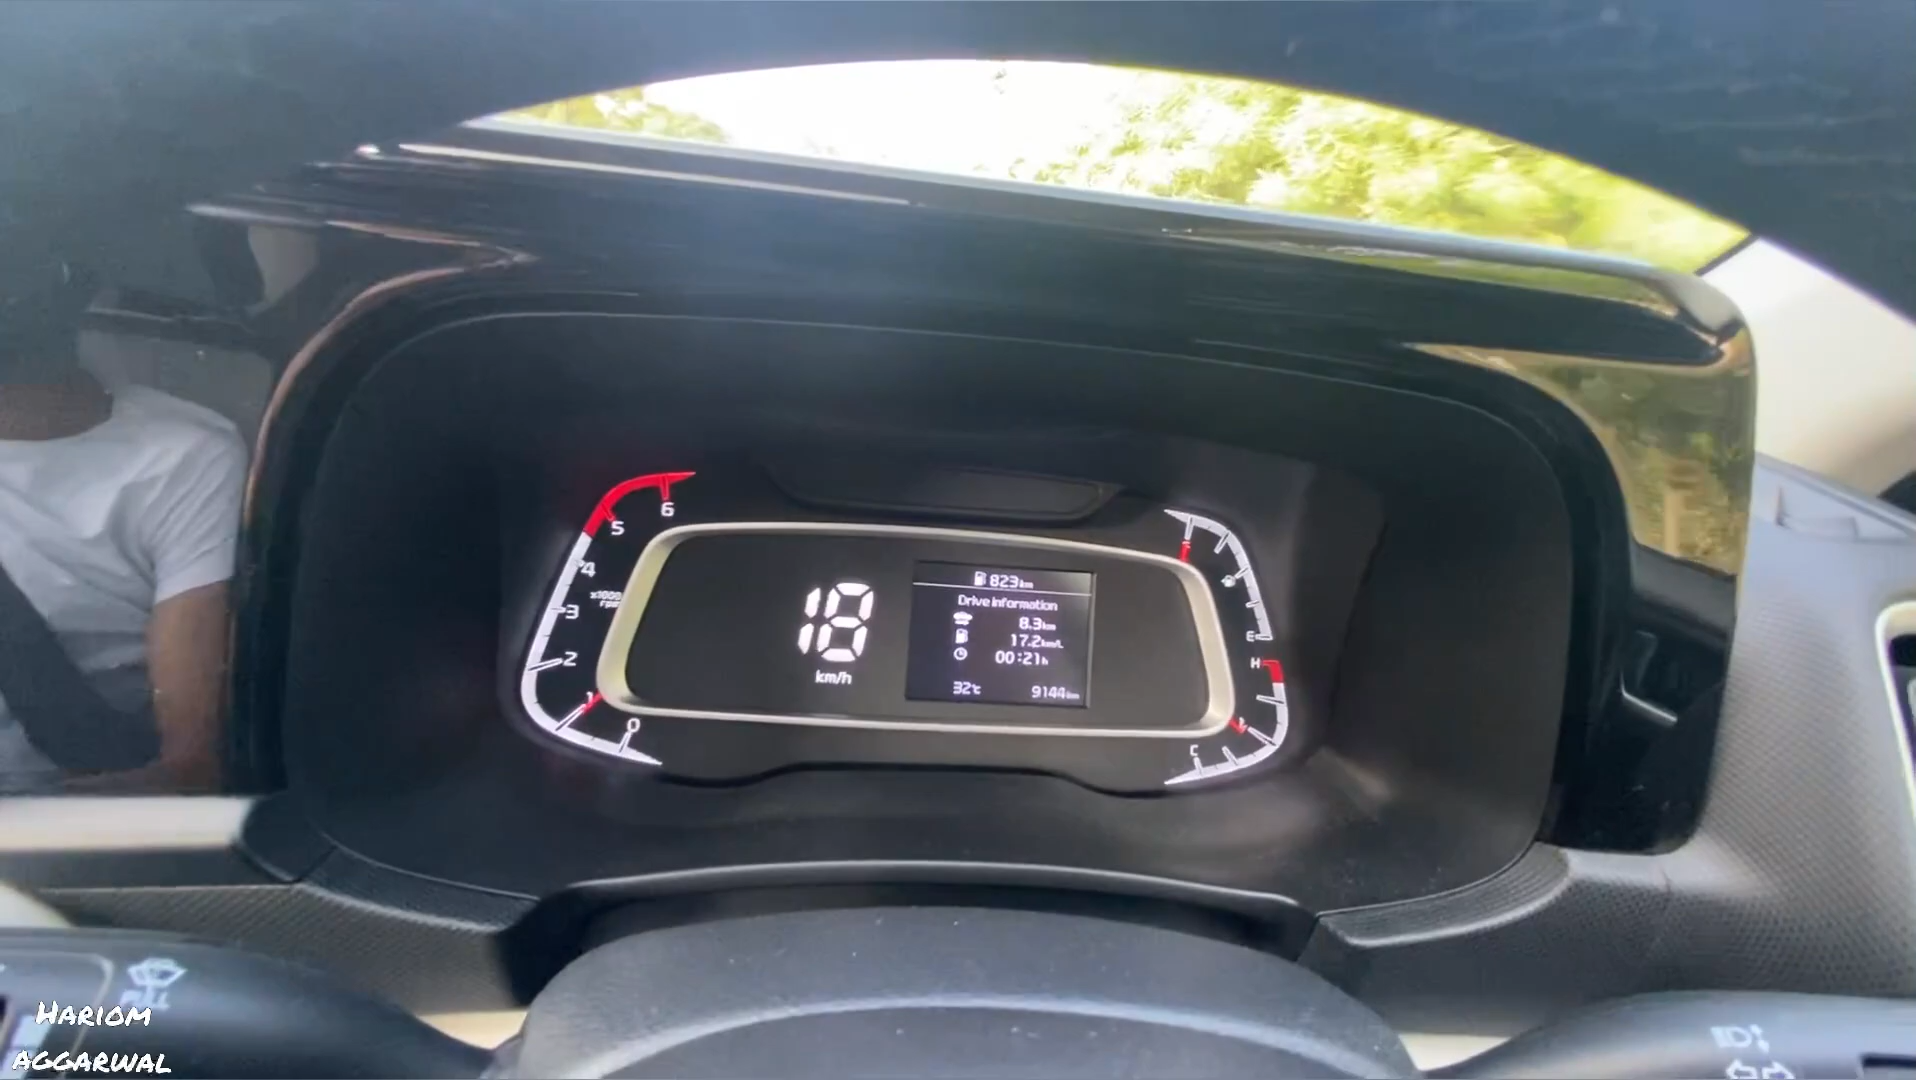 6
5
4
x1000
rpm
3
2
1
0
18
km/h
823km
Drive information
8.3km
17.2km/L
00:21h
32°c
9144km
E
H
C
HARIOM
AGGARWAL